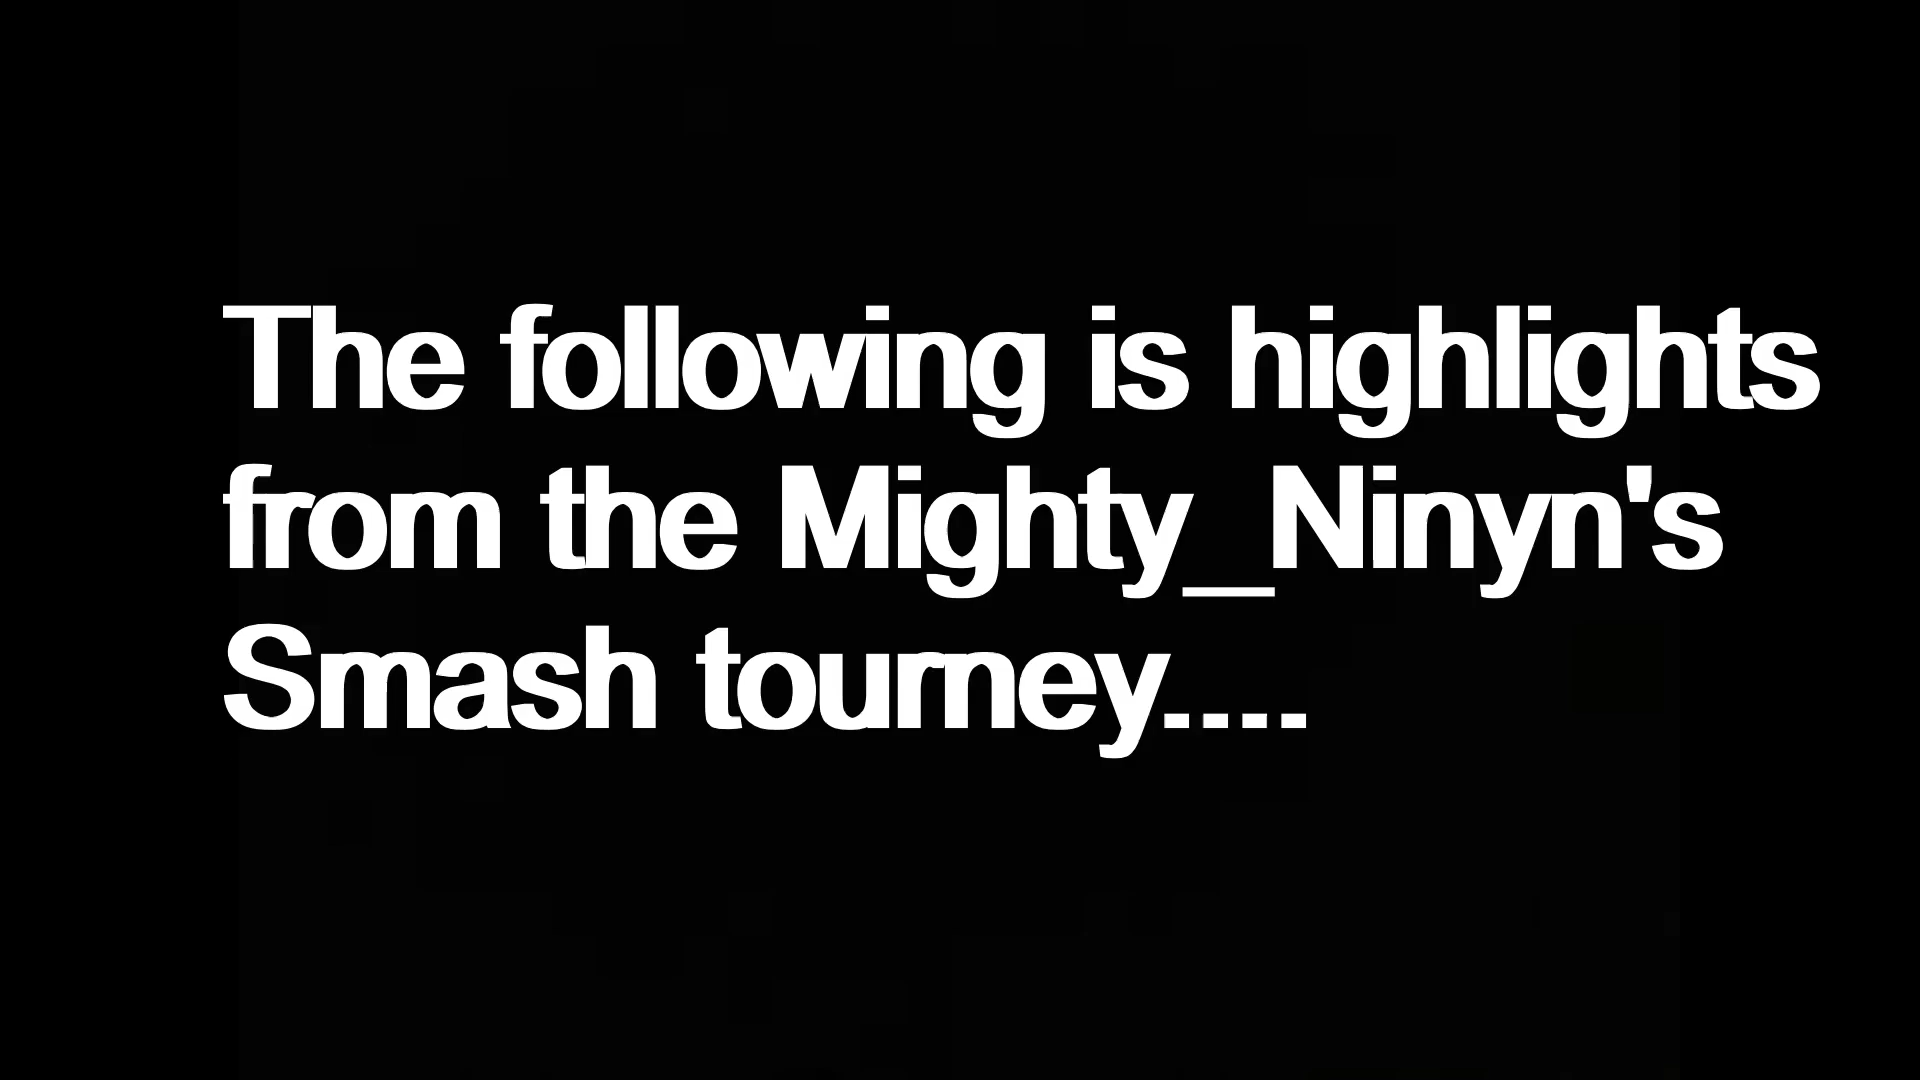 The following is highlights
from the Mighty_Ninyn's
Smash tourney....